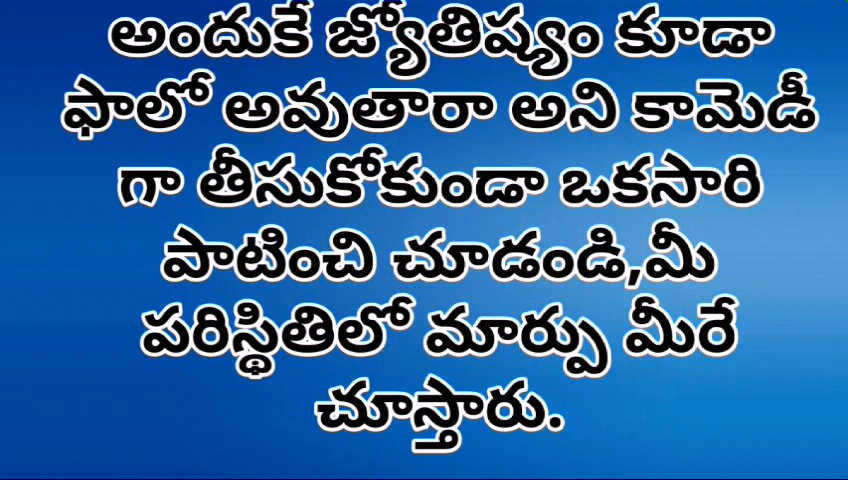 అందుకే జ్యోతిష్యం కూడా
ఫాలో అవుతారా అని కామెడీ
గా తీసుకోకుండా ఒకసారి
పాటించి చూడండి,మీ
పరిస్థితిలో మార్పు మీరే
చూస్తారు.